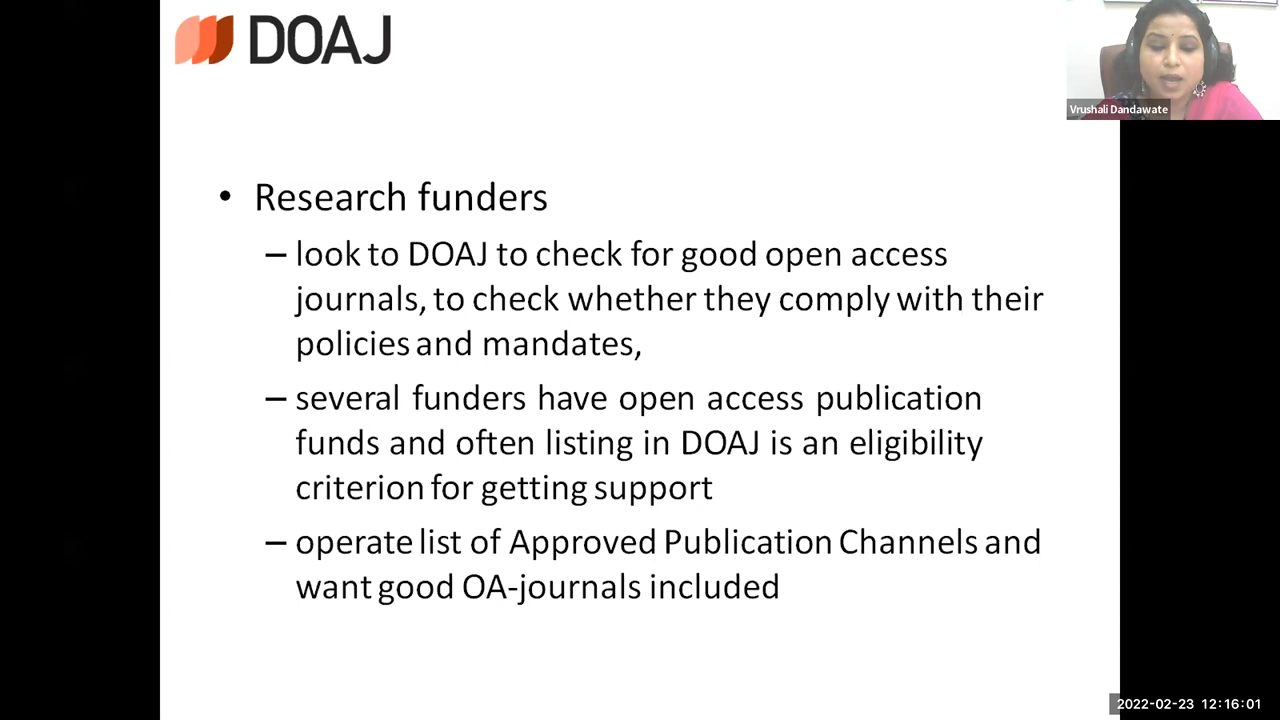 DOAJ
Vrushali Dandawate
• Research funders
– look to DOAJ to check for good open access
journals, to check whether they comply with their
policies and mandates,
– several funders have open access publication
funds and often listing in DOAJ is an eligibility
criterion for getting support
– operate list of Approved Publication Channels and
want good OA-journals included
2022-02-23 12:16:01